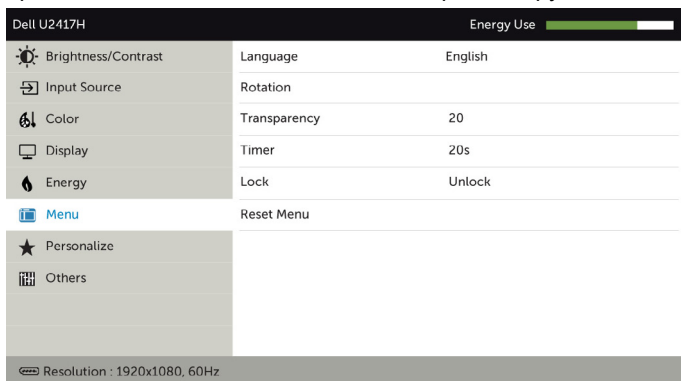 Dell U2417H Energy Use
Brightness/Contrast Language English
Input Source Rotation
Color Transparency 20
Display Timer 20s
Energy Lock Unlock
Menu Reset Menu
Personalize
Others
Resolution : 1920x1080, 60Hz